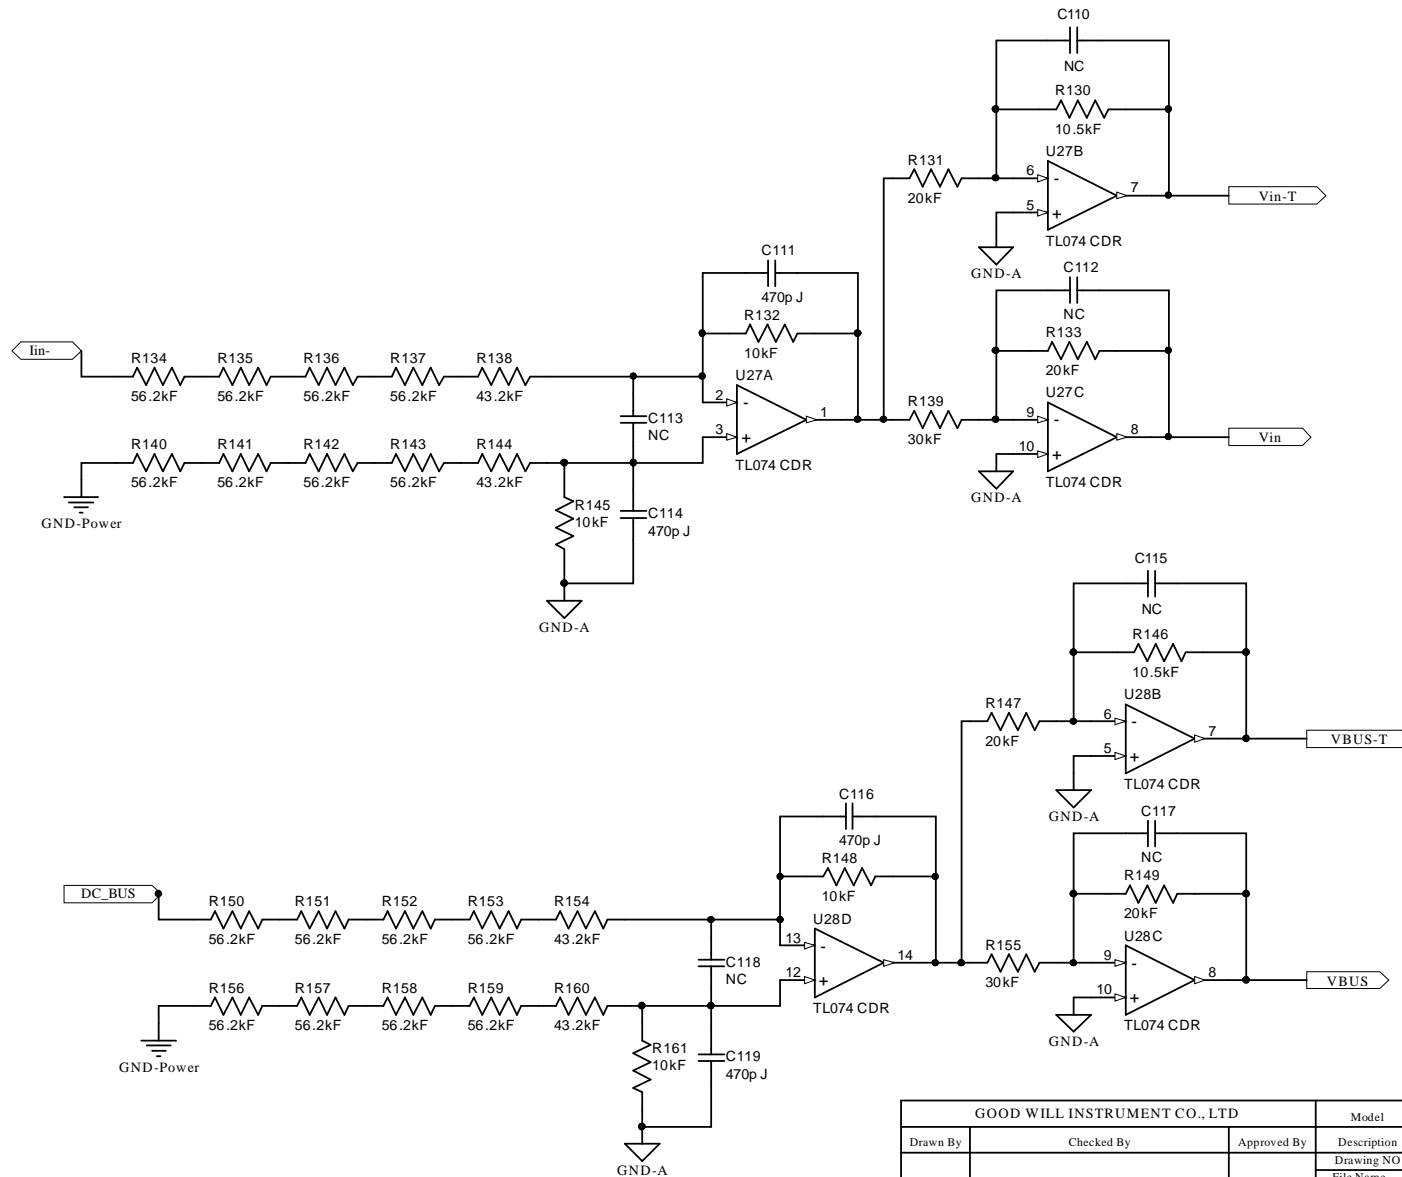 C110
NC
R130
10.5kF
U27B
R131
20kF
6
-
5
+
7
TL074 CDR
GND-A
Vin-T
C111
470p J
R132
10kF
U27A
2
-
3
+
1
TL074 CDR
Iin-
R134
56.2kF
R135
56.2kF
R136
56.2kF
R137
56.2kF
R138
43.2kF
C113
NC
R140
56.2kF
R141
56.2kF
R142
56.2kF
R143
56.2kF
R144
43.2kF
GND-Power
R145
10kF
C114
470p J
GND-A
C112
NC
R133
20kF
U27C
R139
30kF
9
-
10
+
8
TL074 CDR
GND-A
Vin
C115
NC
R146
10.5kF
U28B
R147
20kF
6
-
5
+
7
TL074 CDR
GND-A
VBUS-T
C116
470p J
R148
10kF
U28D
13
-
12
+
14
TL074 CDR
DC_BUS
R150
56.2kF
R151
56.2kF
R152
56.2kF
R153
56.2kF
R154
43.2kF
C118
NC
R156
56.2kF
R157
56.2kF
R158
56.2kF
R159
56.2kF
R160
43.2kF
GND-Power
R161
10kF
C119
470p J
GND-A
C117
NC
R149
20kF
U28C
R155
30kF
9
-
10
+
8
TL074 CDR
GND-A
VBUS
GOOD WILL INSTRUMENT CO., LTD
Model
Drawn By
Checked By
Approved By
Description
Drawing NO
File Name